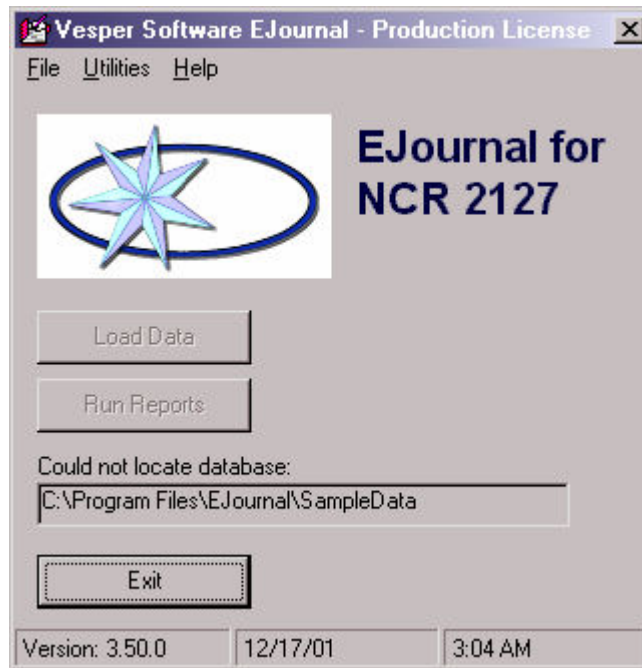 Vesper Software EJournal - Production License
File Utilities Help
EJournal for
NCR 2127
Load Data
Run Reports
Could not locate database:
C:\Program Files\EJournal\SampleData
Exit
Version: 3.50.0 12/17/01 3:04 AM